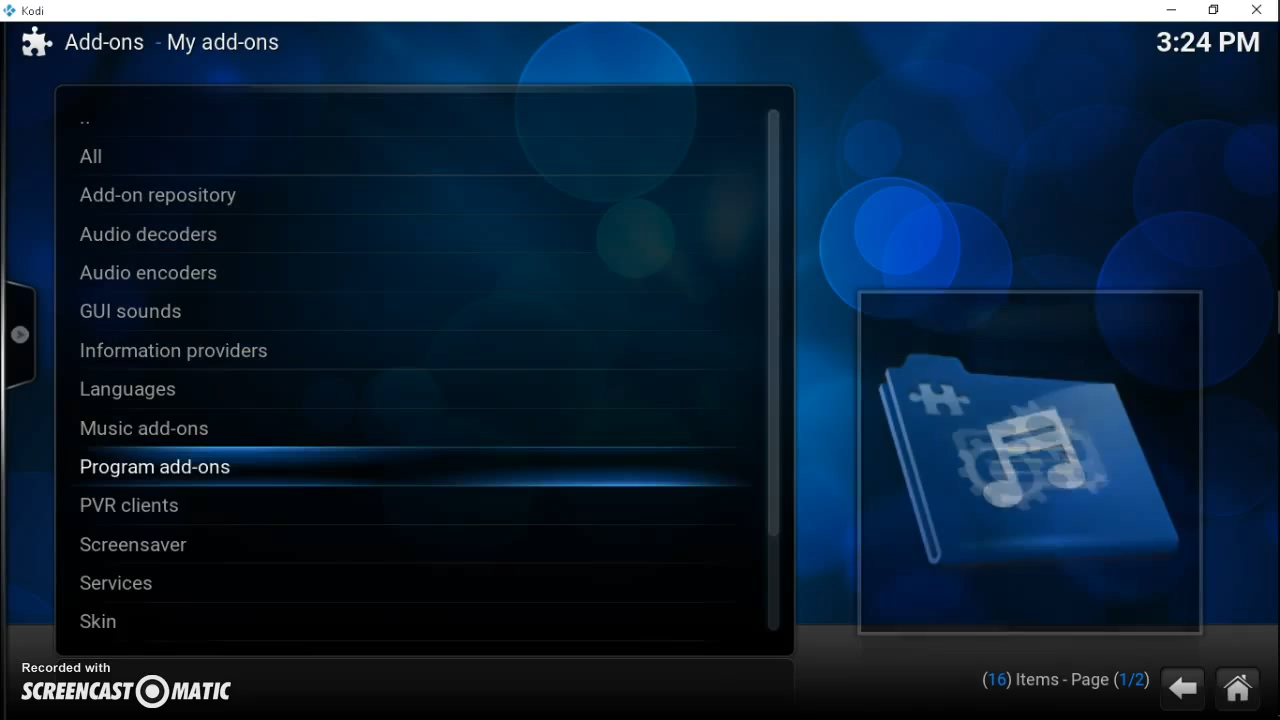 Kodi
Add-ons - My add-ons
3:24 PM
..
All
Add-on repository
Audio decoders
Audio encoders
GUI sounds
Information providers
Languages
Music add-ons
Program add-ons
PVR clients
Screensaver
Services
Skin
Recorded with
SCREENCAST MATIC
(16) Items - Page (1/2)